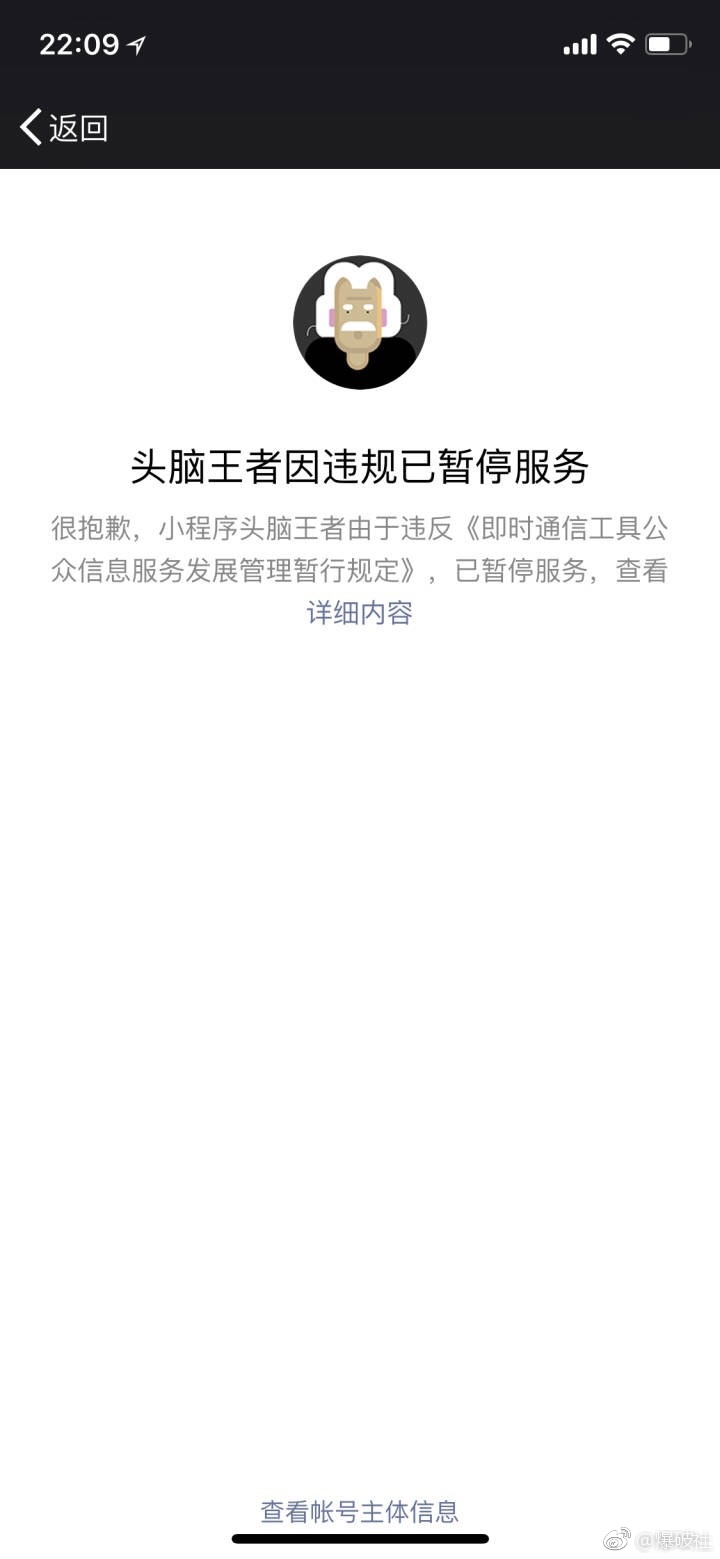 22:09
返回
头脑王者因违规已暂停服务
很抱歉，小程序头脑王者由于违反《即时通信工具公
众信息服务发展管理暂行规定》，已暂停服务，查看
详细内容
查看帐号主体信息
@爆破社